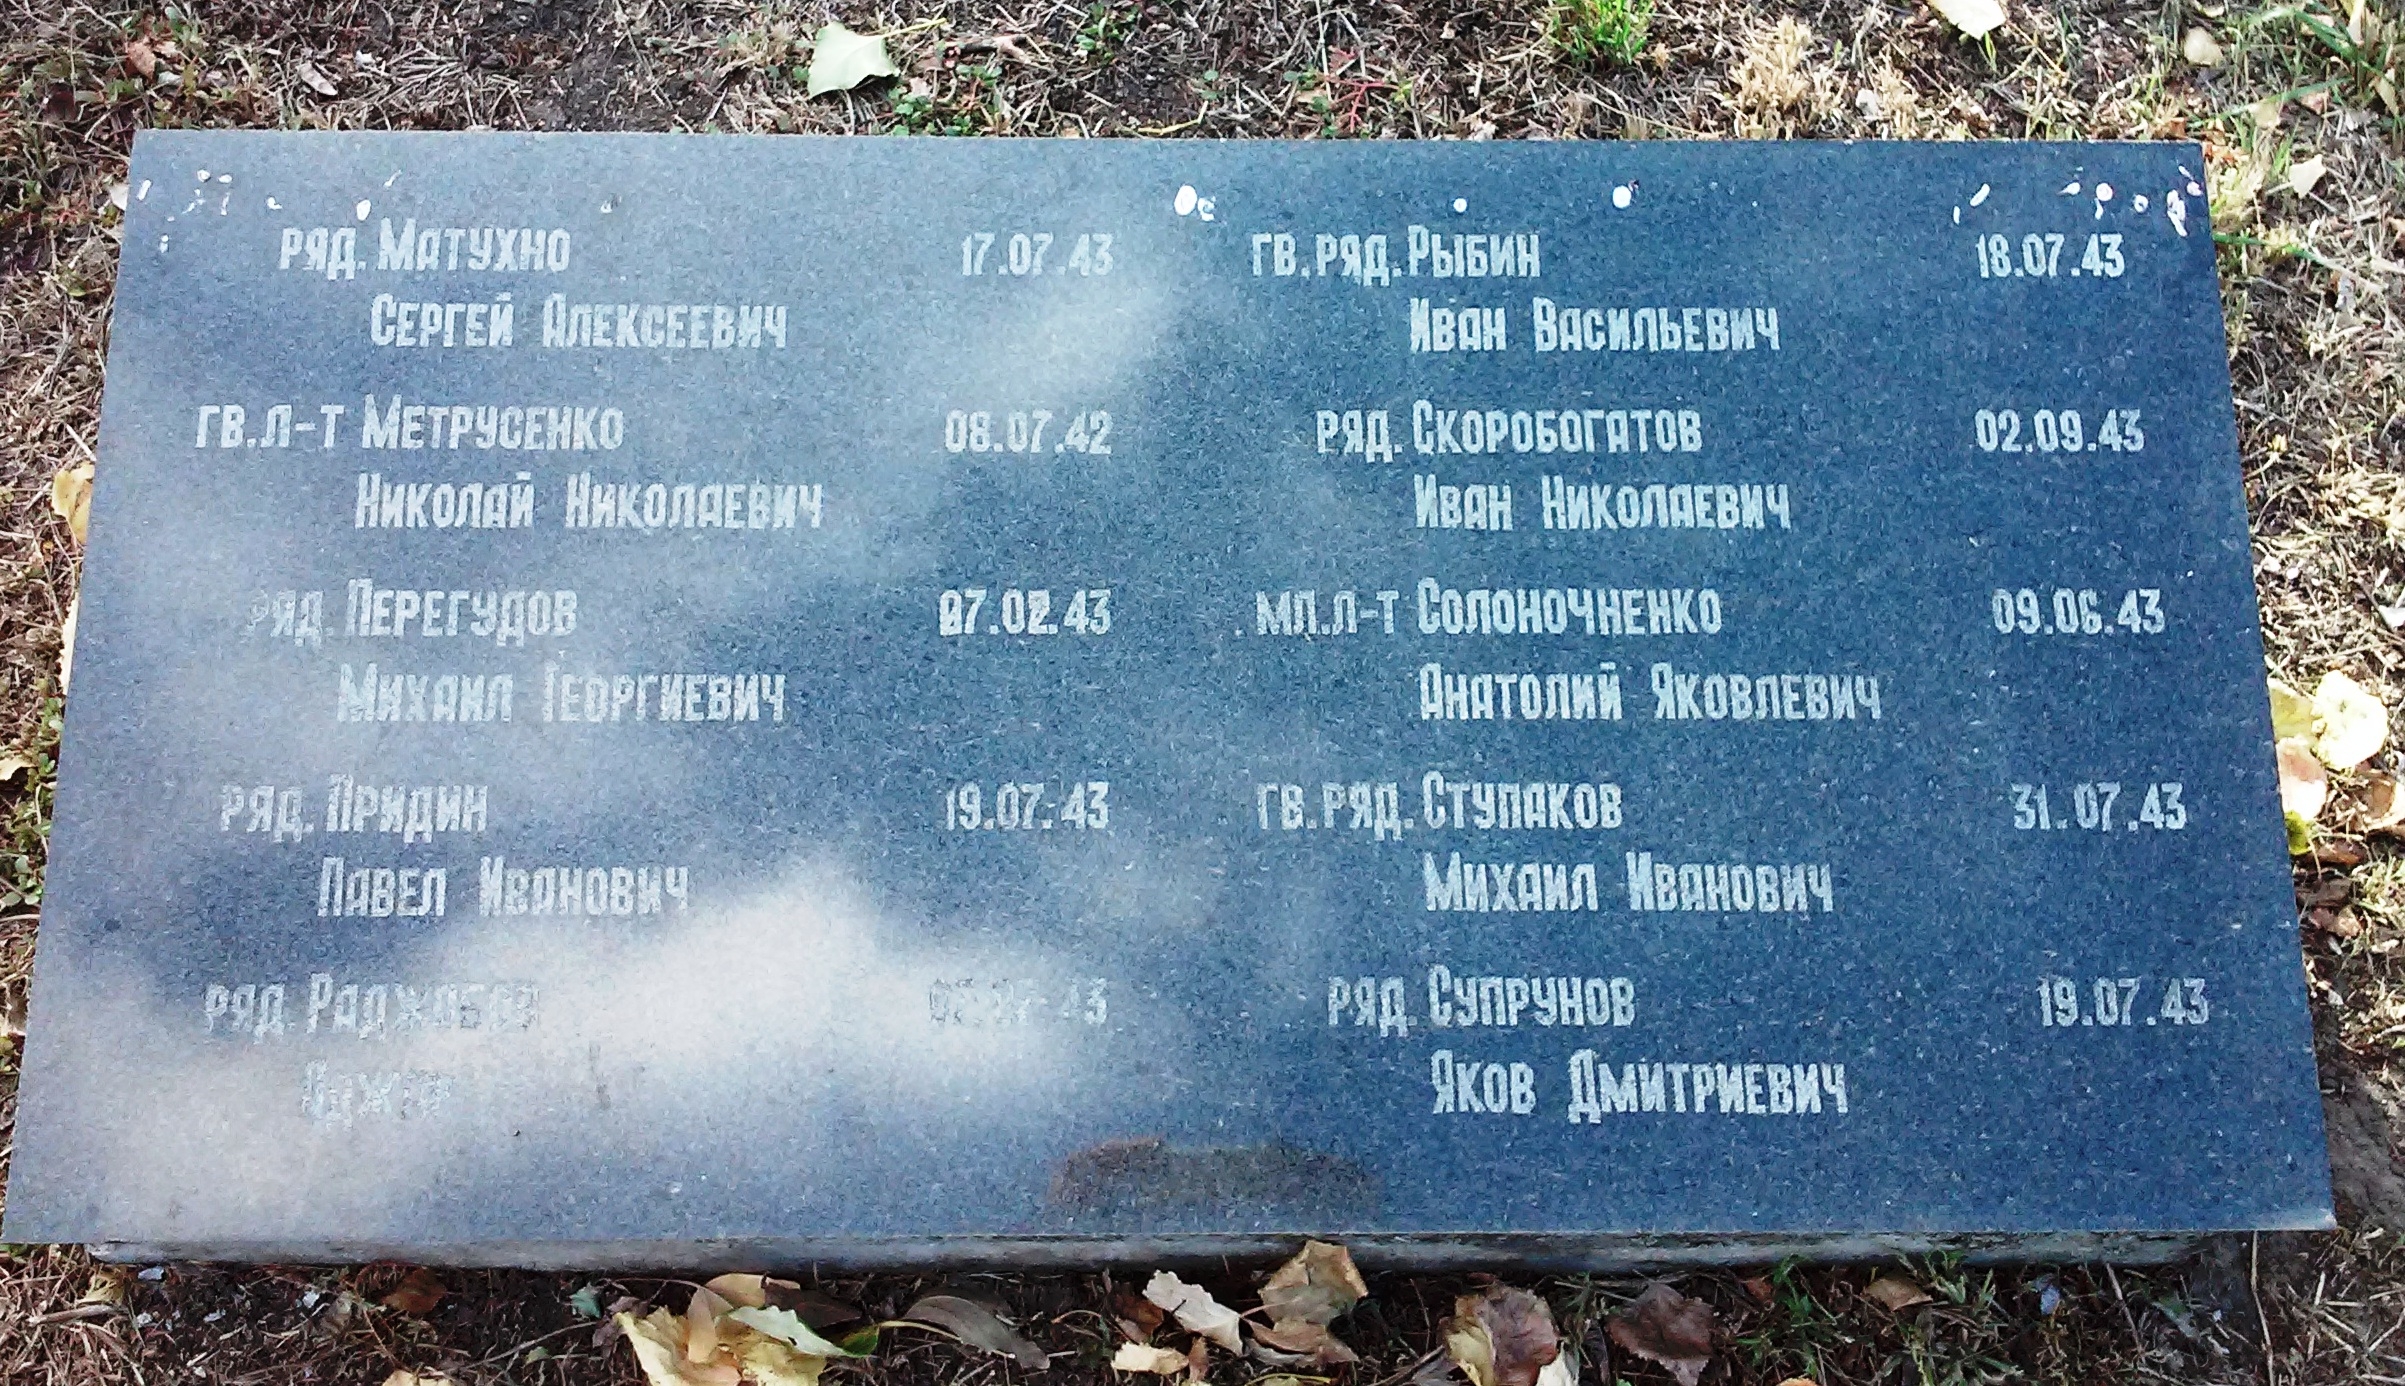 ряд. Матухно 17.07.43
Сергей Алексеевич
гв.л-т Метрусенко 08.07.42
Николай Николаевич
ряд. Перегудов 07.02.43
Михаил Георгиевич
ряд. Придин 19.07.43
Павел Иванович
ряд. Раджабов
гв.ряд. Рыбин 18.07.43
Иван Васильевич
ряд. Скоробогатов 02.09.43
Иван Николаевич
мл.л-т Солоночненко 09.06.43
Анатолий Яковлевич
гв.ряд. Ступаков 31.07.43
Михаил Иванович
ряд. Супрунов 19.07.43
Яков Дмитриевич